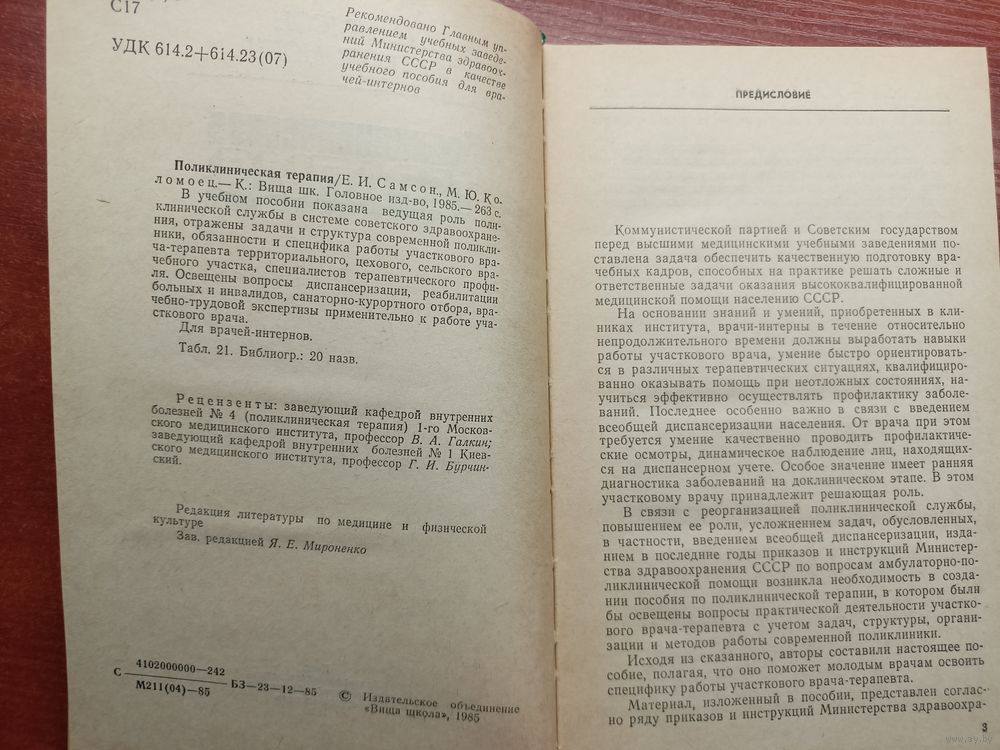 С17
УДК 614.2+614.23(07)
Рекомендовано Главным уп-
равлением учебных заведе-
ний Министерства здравоох-
ранения СССР в качестве
учебного пособия для вра-
чей-интернов
Поликлиническая терапия/Е. И. Самсон., М. Ю. Ко-
ломоец.— К.: Вища шк. Головное изд-во, 1985.— 263 с.
В учебном пособии показана ведущая роль поли-
клинической службы в системе советского здравоохране-
ния, отражены задачи и структура современной поликли-
ники, обязанности и специфика работы участкового вра-
ча-терапевта территориального, цехового, сельского вра-
чебного участка, специалистов терапевтического профи-
ля. Освещены вопросы диспансеризации, реабилитации
больных и инвалидов, санаторно-курортного отбора, вра-
чебно-трудовой экспертизы применительно к работе уча-
сткового врача.
Для врачей-интернов.
Табл. 21. Библиогр.: 20 назв.
Рецензенты: заведующий кафедрой внутренних
болезней № 4 (поликлиническая терапия) 1-го Москов-
ского медицинского института, профессор В. А. Галкин;
заведующий кафедрой внутренних болезней № 1 Киев-
ского медицинского института, профессор Г. И. Бурчин-
ский.
Редакция литературы по медицине и физической
культуре
Зав. редакцией Я. Е. Мироненко
С 4102000000—242
М211(04)—85 БЗ—23—12—85
© Издательское объединение
«Вища школа», 1985
ПРЕДИСЛОВИЕ
Коммунистической партией и Советским государством
перед высшими медицинскими учебными заведениями по-
ставлена задача обеспечить качественную подготовку вра-
чебных кадров, способных на практике решать сложные и
ответственные задачи оказания высококвалифицированной
медицинской помощи населению СССР.
На основании знаний и умений, приобретенных в кли-
никах института, врачи-интерны в течение относительно
непродолжительного времени должны выработать навыки
работы участкового врача, умение быстро ориентировать-
ся в различных терапевтических ситуациях, квалифициро-
ванно оказывать помощь при неотложных состояниях, на-
учиться эффективно осуществлять профилактику заболе-
ваний. Последнее особенно важно в связи с введением
всеобщей диспансеризации населения. От врача при этом
требуется умение качественно проводить профилактиче-
ские осмотры, динамическое наблюдение лиц, находящих-
ся на диспансерном учете. Особое значение имеет ранняя
диагностика заболеваний на доклиническом этапе. В этом
участковому врачу принадлежит решающая роль.
В связи с реорганизацией поликлинической службы,
повышением ее роли, усложнением задач, обусловленных,
в частности, введением всеобщей диспансеризации, изда-
нием в последние годы приказов и инструкций Министер-
ства здравоохранения СССР по вопросам амбулаторно-по-
ликлинической помощи возникла необходимость в созда-
нии пособия по поликлинической терапии, в котором были
бы освещены вопросы практической деятельности участко-
вого врача-терапевта с учетом задач, структуры, органи-
зации и методов работы современной поликлиники.
Исходя из сказанного, авторы составили настоящее по-
собие, полагая, что оно поможет молодым врачам освоить
специфику работы участкового врача-терапевта.
Материал, изложенный в пособии, представлен соглас-
но ряду приказов и инструкций Министерства здравоохра-
3
www.ay.by